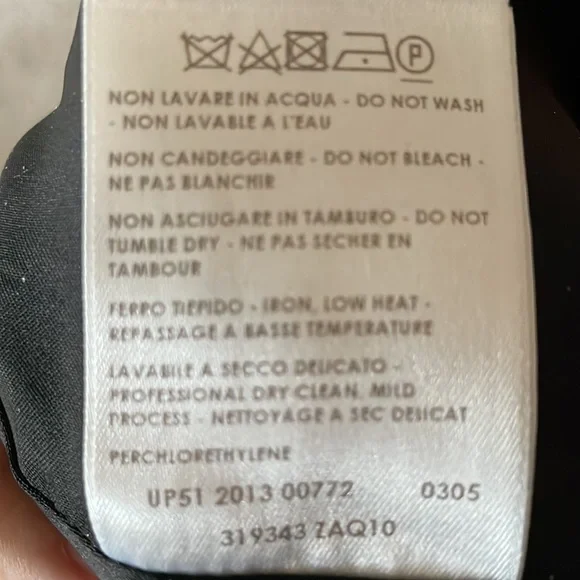 P
NON LAVARE IN ACQUA - DO NOT WASH
- NON LAVABLE A L'EAU
NON CANDEGGIARE - DO NOT BLEACH -
NE PAS BLANCHIR
NON ASCIUGARE IN TAMBURO - DO NOT
TUMBLE DRY - NE PAS SECHER EN
TAMBOUR
FERRO TIEPIDO - IRON, LOW HEAT -
REPASSAGE A BASSE TEMPERATURE
LAVABILE A SECCO DELICATO -
PROFESSIONAL DRY CLEAN, MILD
PROCESS - NETTOYAGE A SEC DELICAT
PERCHLORETHYLENE
UP51 2013 00772 0305
319343 ZAQ10